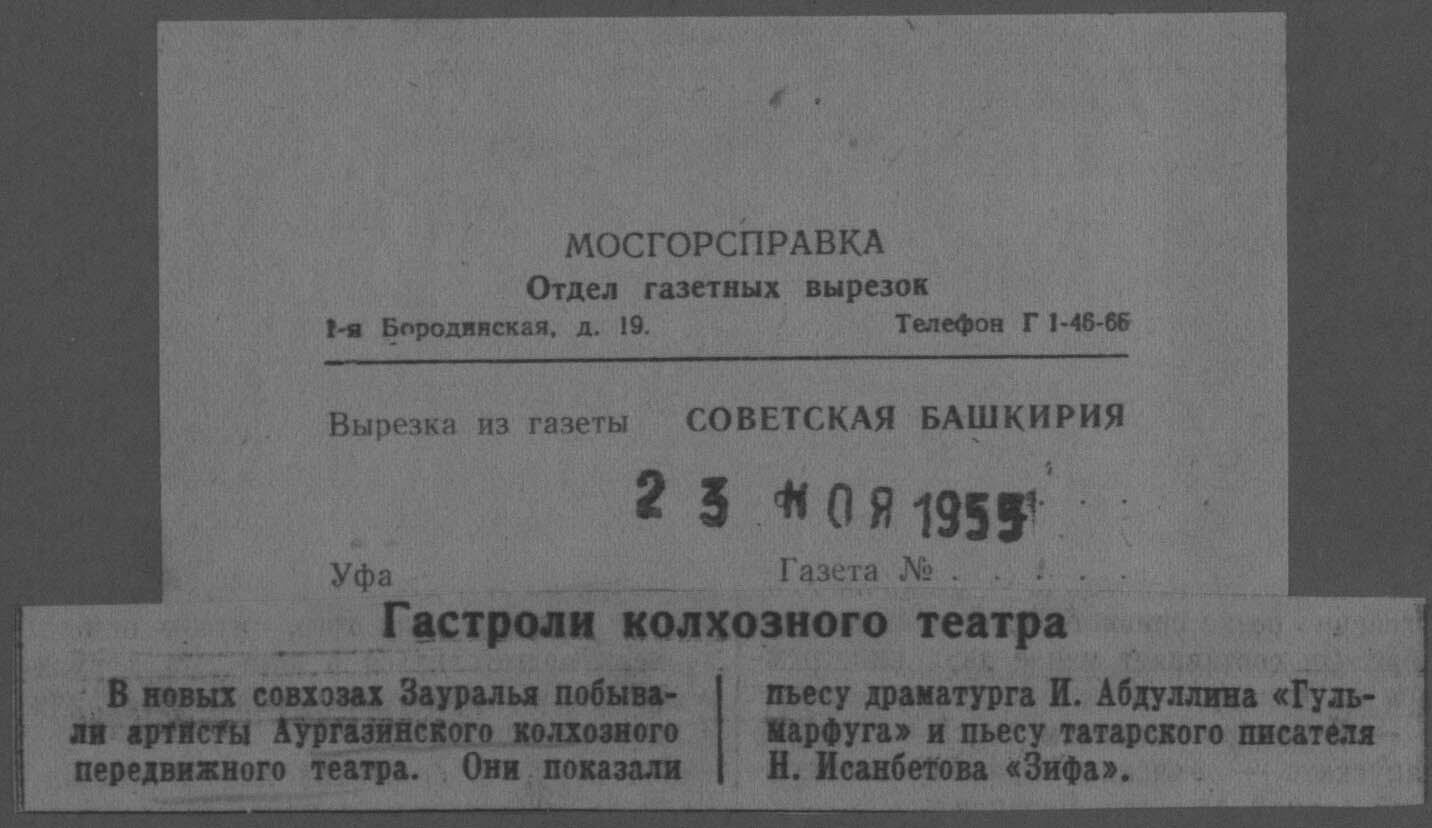 МОСГОРСПРАВКА
Отдел газетных вырезок
1-я Бородинская, д. 19.
Телефон Г 1-46-66
Вырезка из газеты СОВЕТСКАЯ БАШКИРИЯ
23 НОЯ 1955
Уфа
Газета № . . . . .
Гастроли колхозного театра
В новых совхозах Зауралья побыва-
ли артисты Аургазинского колхозного
передвижного театра. Они показали
пьесу драматурга И. Абдуллина «Гуль-
марфуга» и пьесу татарского писателя
Н. Исанбетова «Зифа».